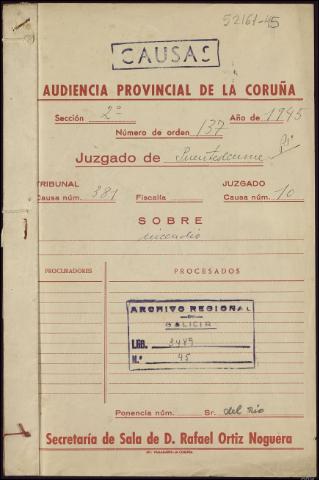 52161-45
CAUSAS
AUDIENCIA PROVINCIAL DE LA CORUÑA
Sección 2ª Año de 1945
Número de orden 137
Juzgado de Puentedeume
TRIBUNAL JUZGADO
Causa núm. 381 Fiscalía Causa núm. 10
SOBRE
incendio
PROCURADORES PROCESADOS
ARCHIVO REGIONAL
DE
GALICIA
LEG. 3489
N.º 45
Ponencia núm. Sr. del Río
Secretaría de Sala de D. Rafael Ortiz Noguera